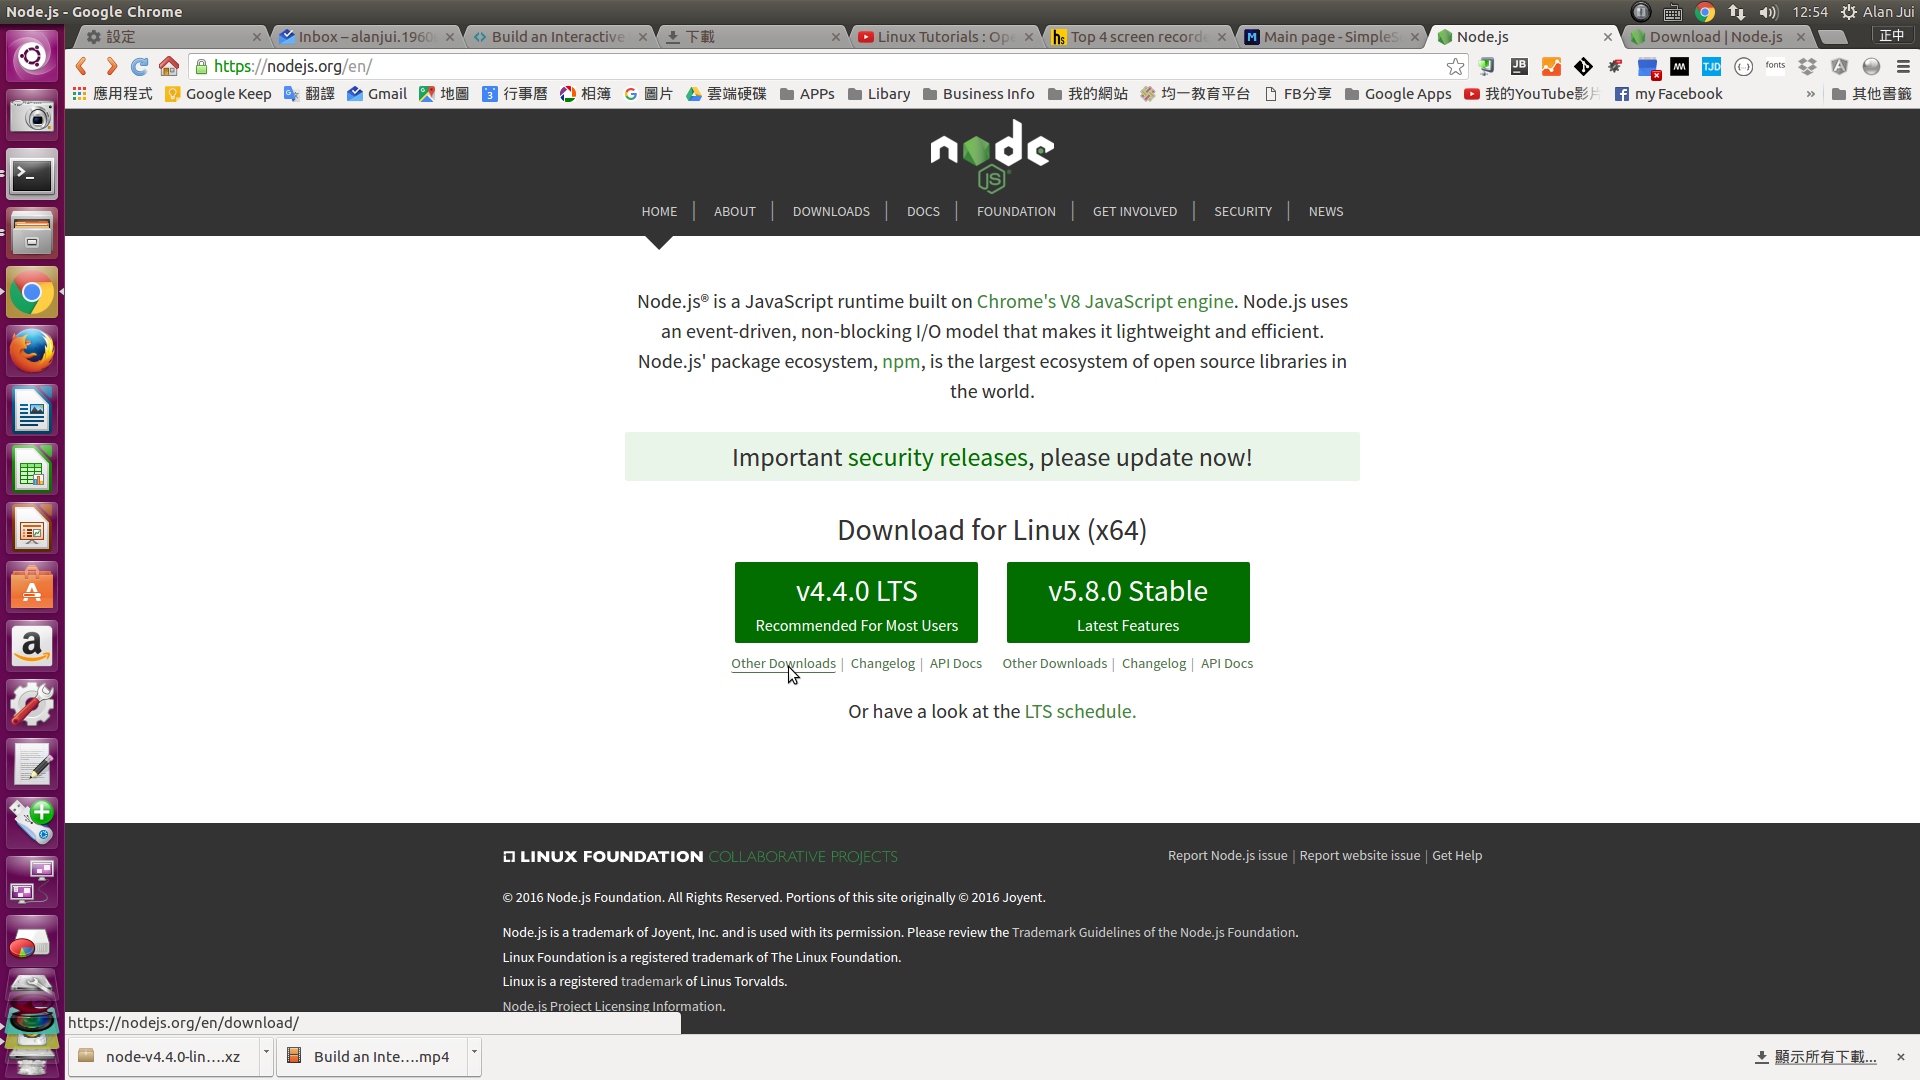 Node.js - Google Chrome
12:54
Alan Jui
設定
Inbox – alanjui.1960
Build an Interactive
下載
Linux Tutorials : Ope
Top 4 screen recorde
Main page - SimpleSc
Node.js
Download | Node.js
正中
https://nodejs.org/en/
JB
TJD
fonts
應用程式
Google Keep
翻譯
Gmail
地圖
行事曆
相簿
圖片
雲端硬碟
APPs
Libary
Business Info
我的網站
均一教育平台
FB分享
Google Apps
我的YouTube影片
my Facebook
»
其他書籤
node
JS
HOME
ABOUT
DOWNLOADS
DOCS
FOUNDATION
GET INVOLVED
SECURITY
NEWS
Node.js® is a JavaScript runtime built on Chrome's V8 JavaScript engine. Node.js uses
an event-driven, non-blocking I/O model that makes it lightweight and efficient.
Node.js' package ecosystem, npm, is the largest ecosystem of open source libraries in
the world.
Important security releases, please update now!
Download for Linux (x64)
v4.4.0 LTS
Recommended For Most Users
v5.8.0 Stable
Latest Features
Other Downloads | Changelog | API Docs
Other Downloads | Changelog | API Docs
Or have a look at the LTS schedule.
LINUX FOUNDATION COLLABORATIVE PROJECTS
Report Node.js issue | Report website issue | Get Help
© 2016 Node.js Foundation. All Rights Reserved. Portions of this site originally © 2016 Joyent.
Node.js is a trademark of Joyent, Inc. and is used with its permission. Please review the Trademark Guidelines of the Node.js Foundation.
Linux Foundation is a registered trademark of The Linux Foundation.
Linux is a registered trademark of Linus Torvalds.
Node.js Project Licensing Information.
https://nodejs.org/en/download/
node-v4.4.0-lin….xz
Build an Inte….mp4
顯示所有下載...